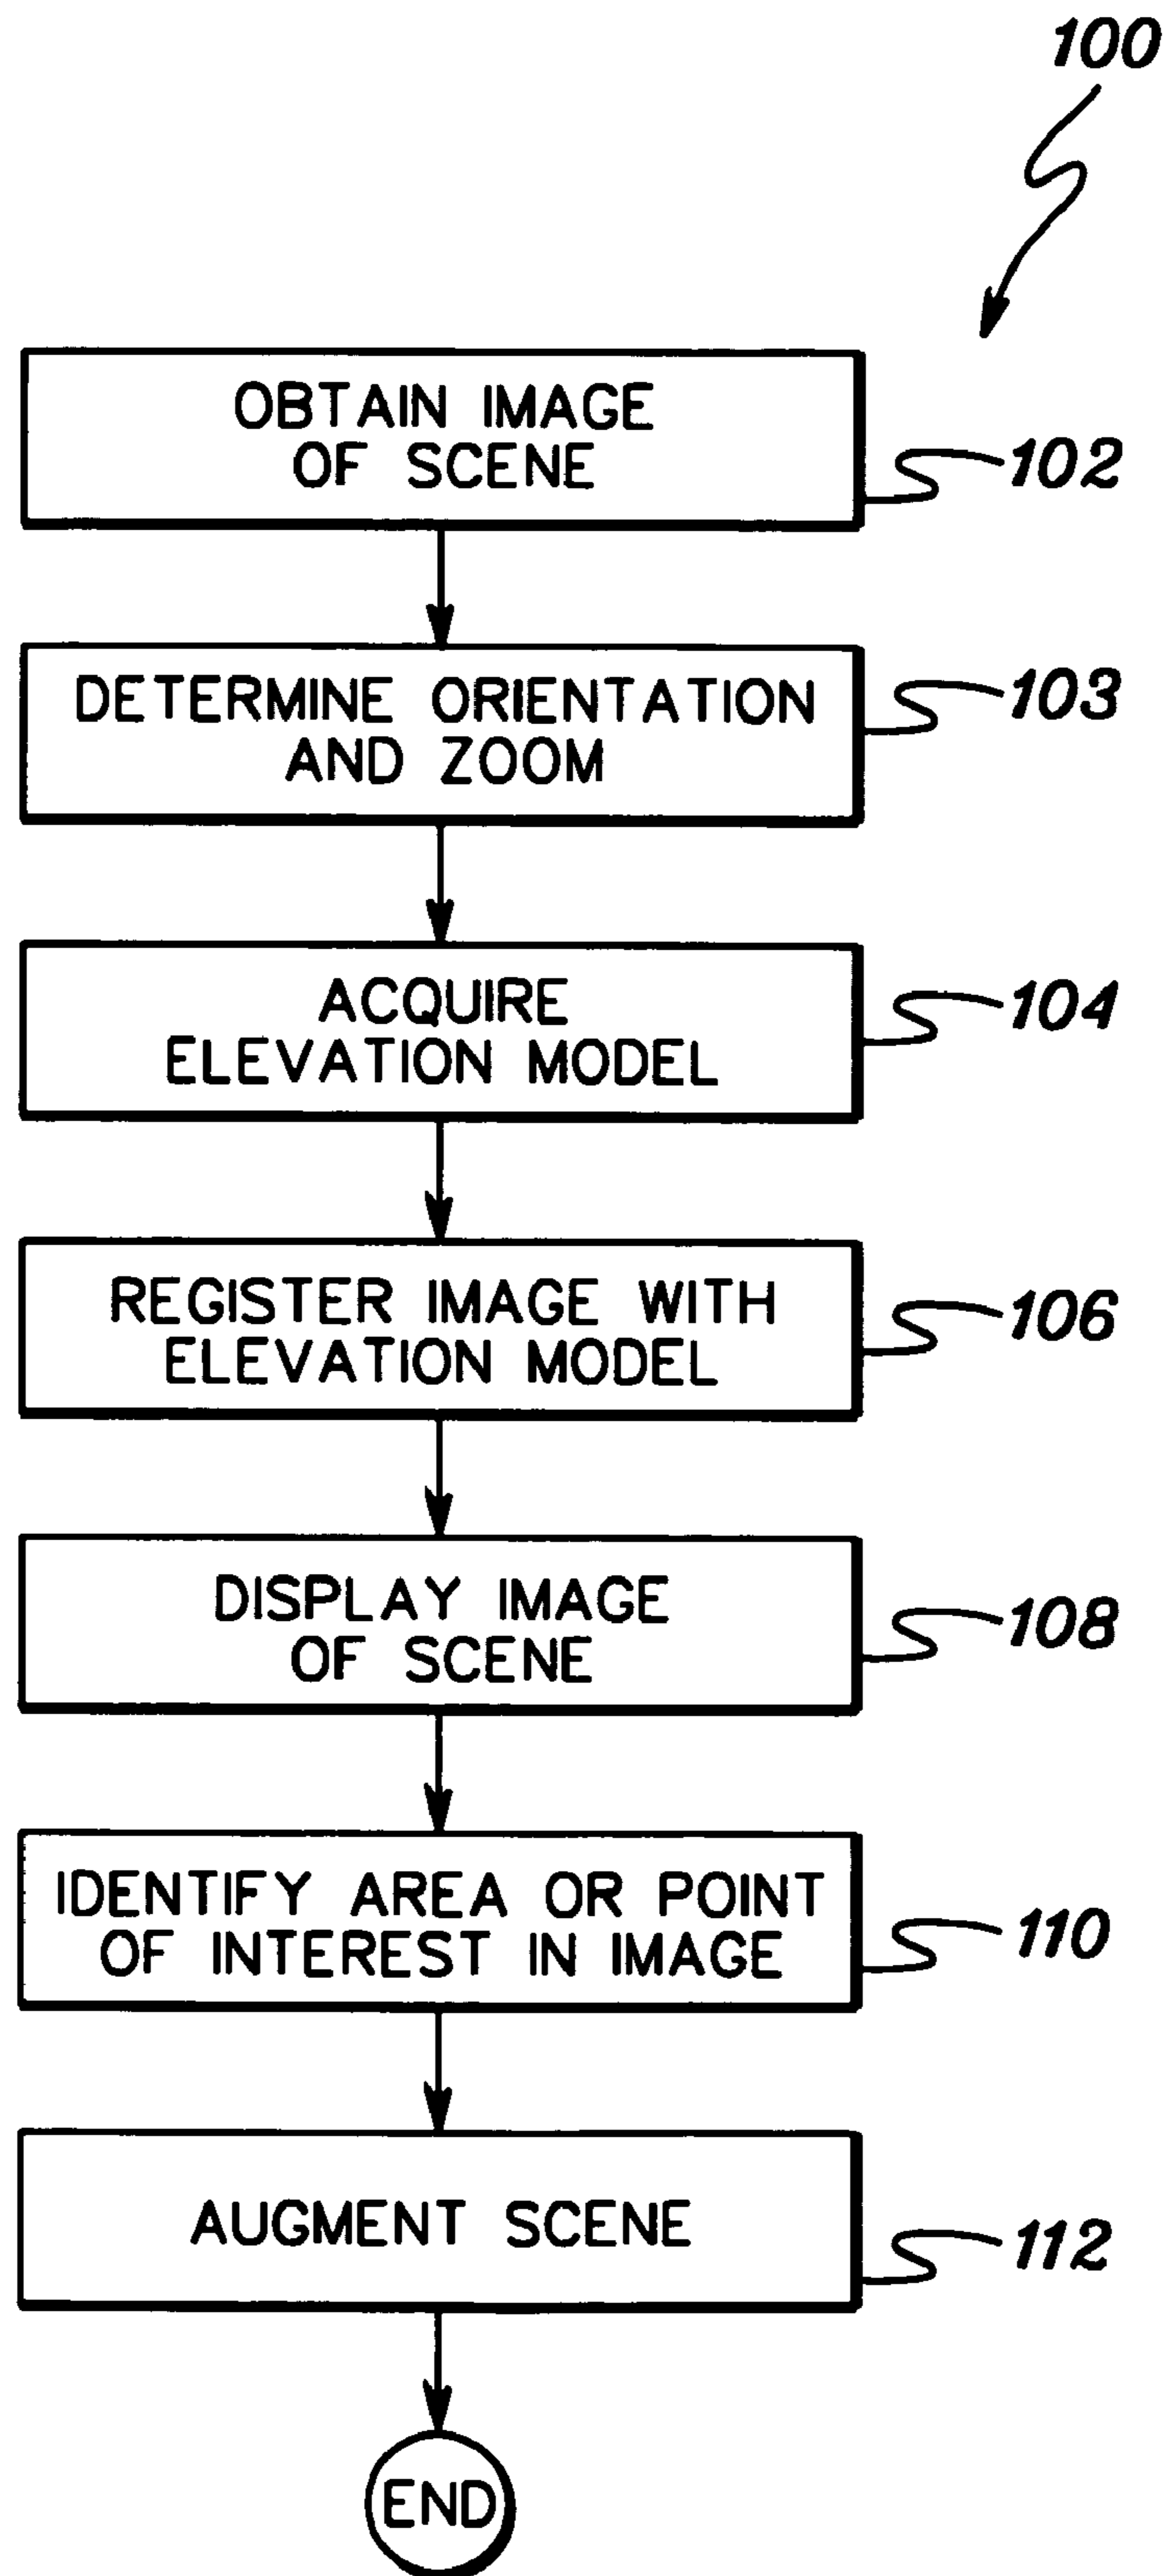 100
OBTAIN IMAGE
OF SCENE
102
DETERMINE ORIENTATION
AND ZOOM
103
ACQUIRE
ELEVATION MODEL
104
REGISTER IMAGE WITH
ELEVATION MODEL
106
DISPLAY IMAGE
OF SCENE
108
IDENTIFY AREA OR POINT
OF INTEREST IN IMAGE
110
AUGMENT SCENE
112
END